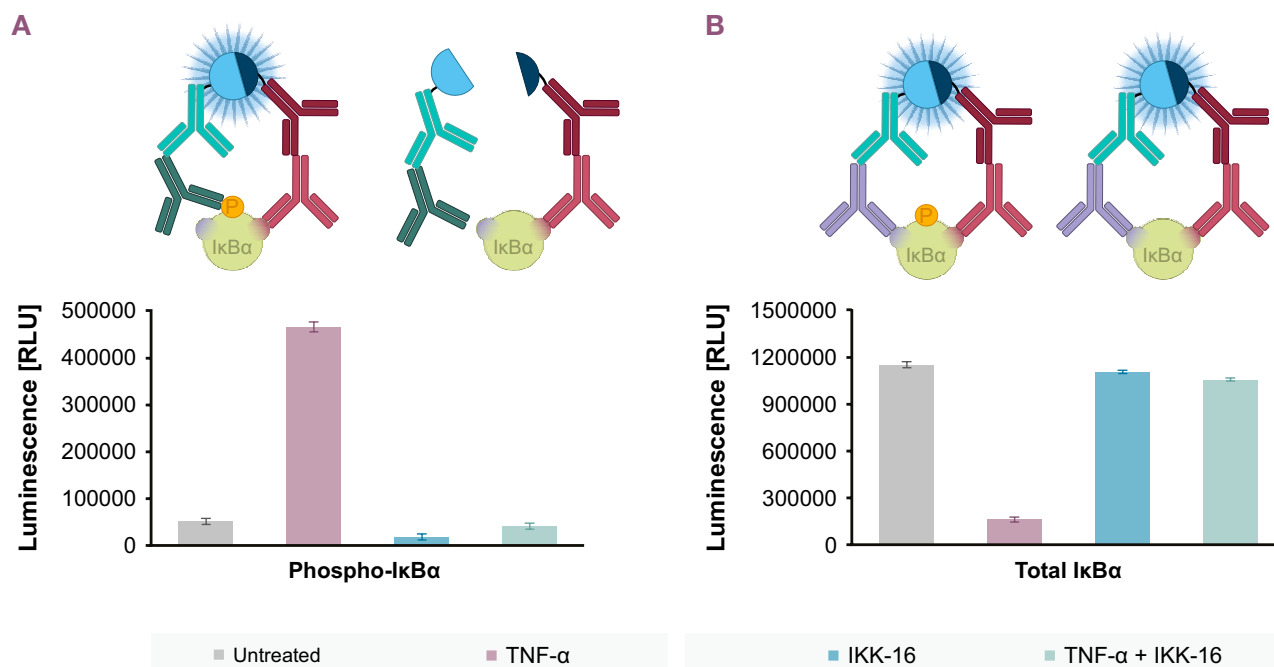 A
B
P
IκBα
IκBα
P
IκBα
IκBα
Luminescence [RLU]
500000
400000
300000
200000
100000
0
Phospho-IκBα
Luminescence [RLU]
1500000
1200000
900000
600000
300000
0
Total IκBα
Untreated
TNF-α
IKK-16
TNF-α + IKK-16